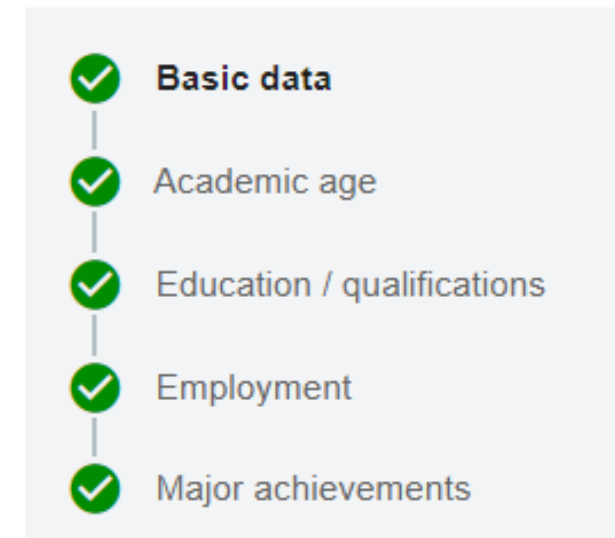 Basic data
Academic age
Education / qualifications
Employment
Major achievements